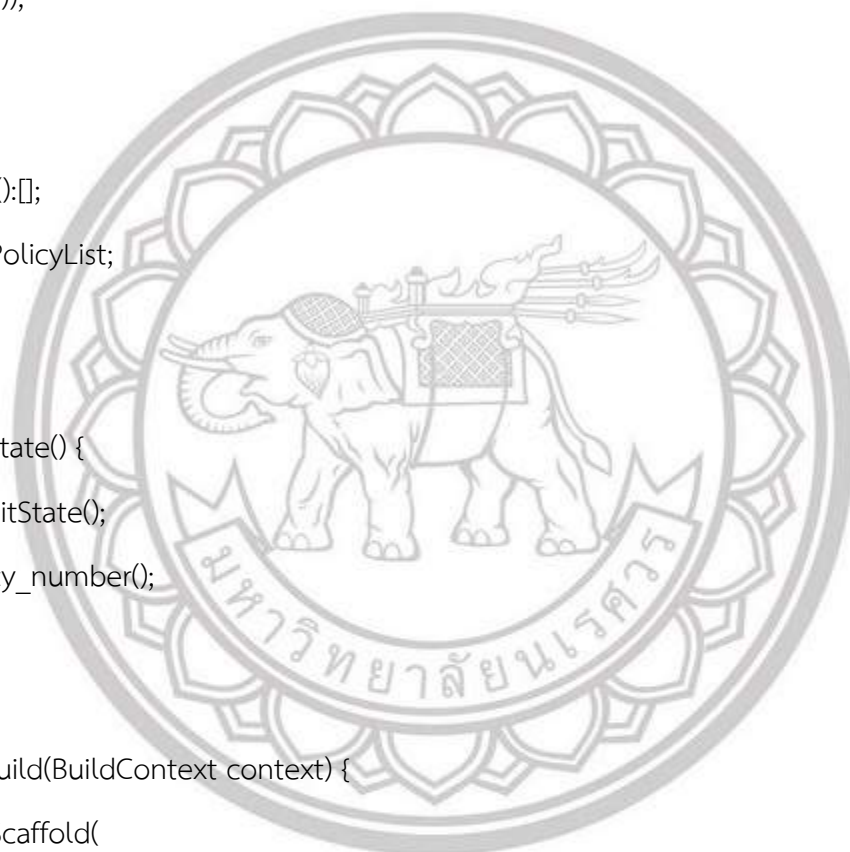 ));
():[];
PolicyList;
tate() {
itState();
y_number();
uild(BuildContext context) {
Scaffold(
มหาวิทยาลัยนเรศวร